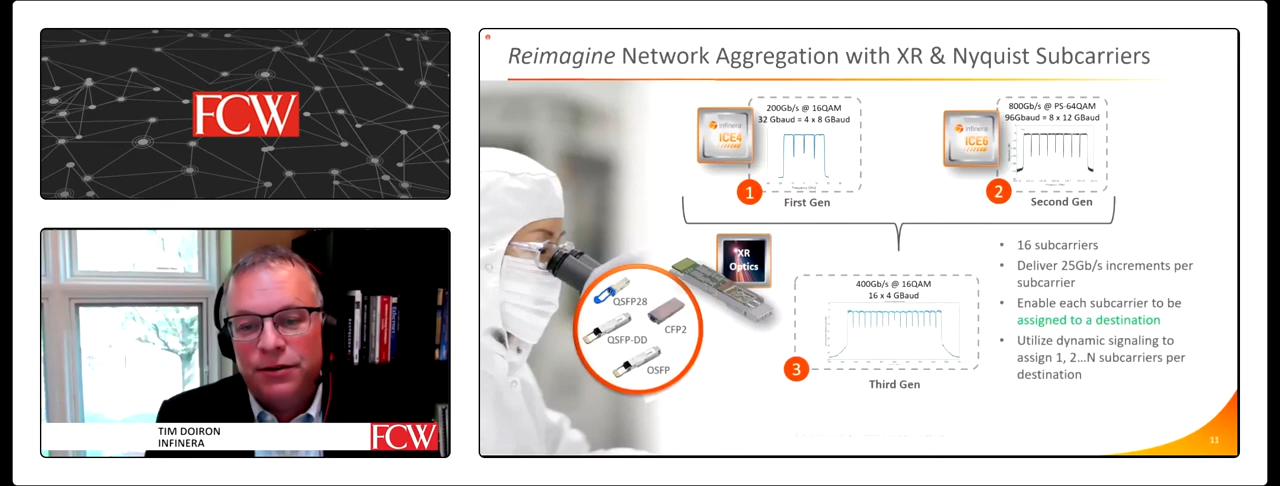 FCW
TIM DOIRON
INFINERA
FCW
Reimagine Network Aggregation with XR & Nyquist Subcarriers
infinera
ICE4
200Gb/s @ 16QAM
32 Gbaud = 4 x 8 GBaud
1
First Gen
infinera
ICE6
800Gb/s @ PS-64QAM
96Gbaud = 8 x 12 GBaud
2
Second Gen
XR
Optics
QSFP28
CFP2
QSFP-DD
OSFP
400Gb/s @ 16QAM
16 x 4 GBaud
3
Third Gen
• 16 subcarriers
• Deliver 25Gb/s increments per
subcarrier
• Enable each subcarrier to be
assigned to a destination
• Utilize dynamic signaling to
assign 1, 2...N subcarriers per
destination
13